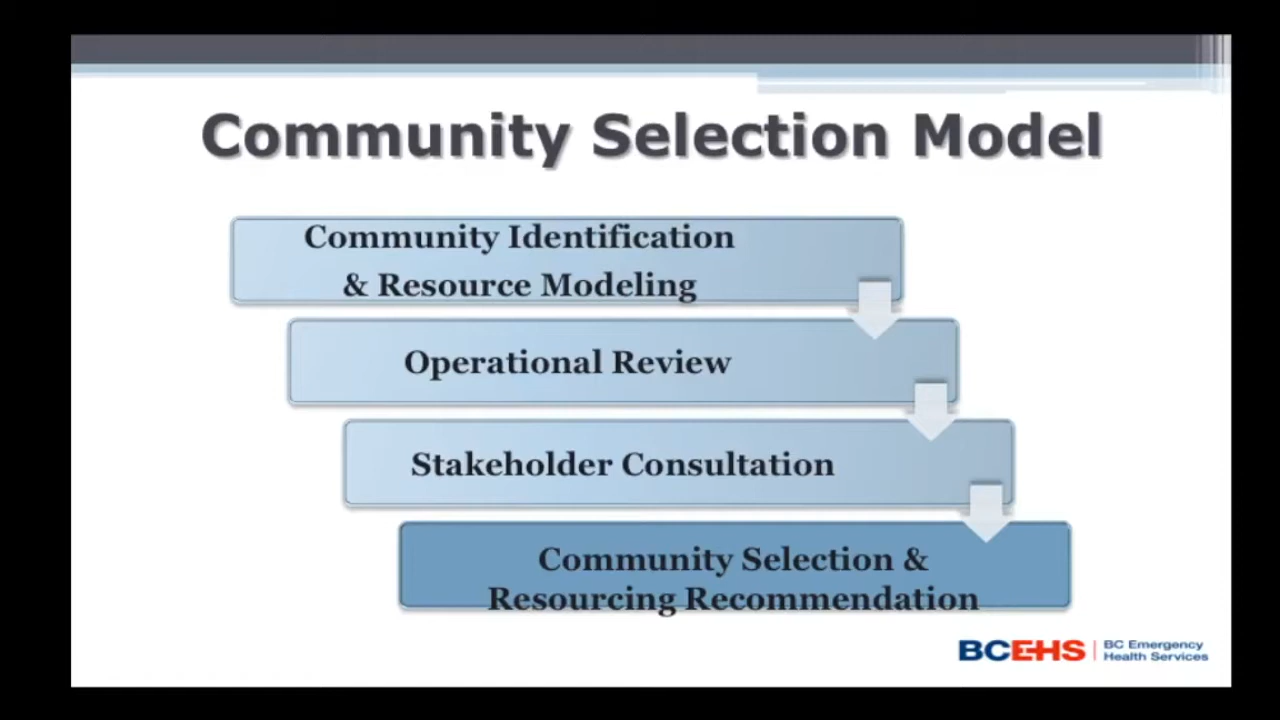 Community Selection Model
Community Identification
& Resource Modeling
Operational Review
Stakeholder Consultation
Community Selection &
Resourcing Recommendation
BCEHS
BC Emergency
Health Services